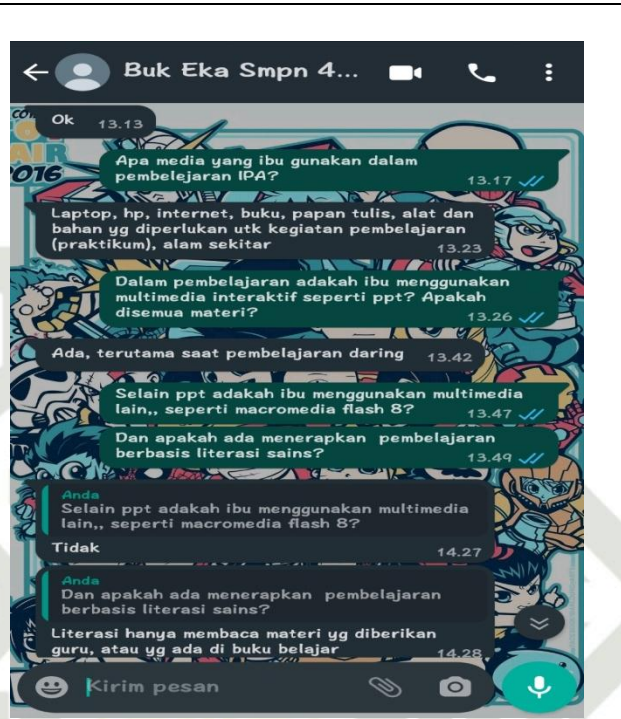 Buk Eka Smpn 4...
Ok 13.13
Apa media yang ibu gunakan dalam
pembelejaran IPA? 13.17
Laptop, hp, internet, buku, papan tulis, alat dan
bahan yg diperlukan utk kegiatan pembelajaran
(praktikum), alam sekitar 13.23
Dalam pembelajaran adakah ibu menggunakan
multimedia interaktif seperti ppt? Apakah
disemua materi? 13.26
Ada, terutama saat pembelajaran daring 13.42
Selain ppt adakah ibu menggunakan multimedia
lain,, seperti macromedia flash 8? 13.47
Dan apakah ada menerapkan pembelajaran
berbasis literasi sains? 13.49
Anda
Selain ppt adakah ibu menggunakan multimedia
lain,, seperti macromedia flash 8?
Tidak 14.27
Anda
Dan apakah ada menerapkan pembelajaran
berbasis literasi sains?
Literasi hanya membaca materi yg diberikan
guru, atau yg ada di buku belajar 14.28
Kirim pesan